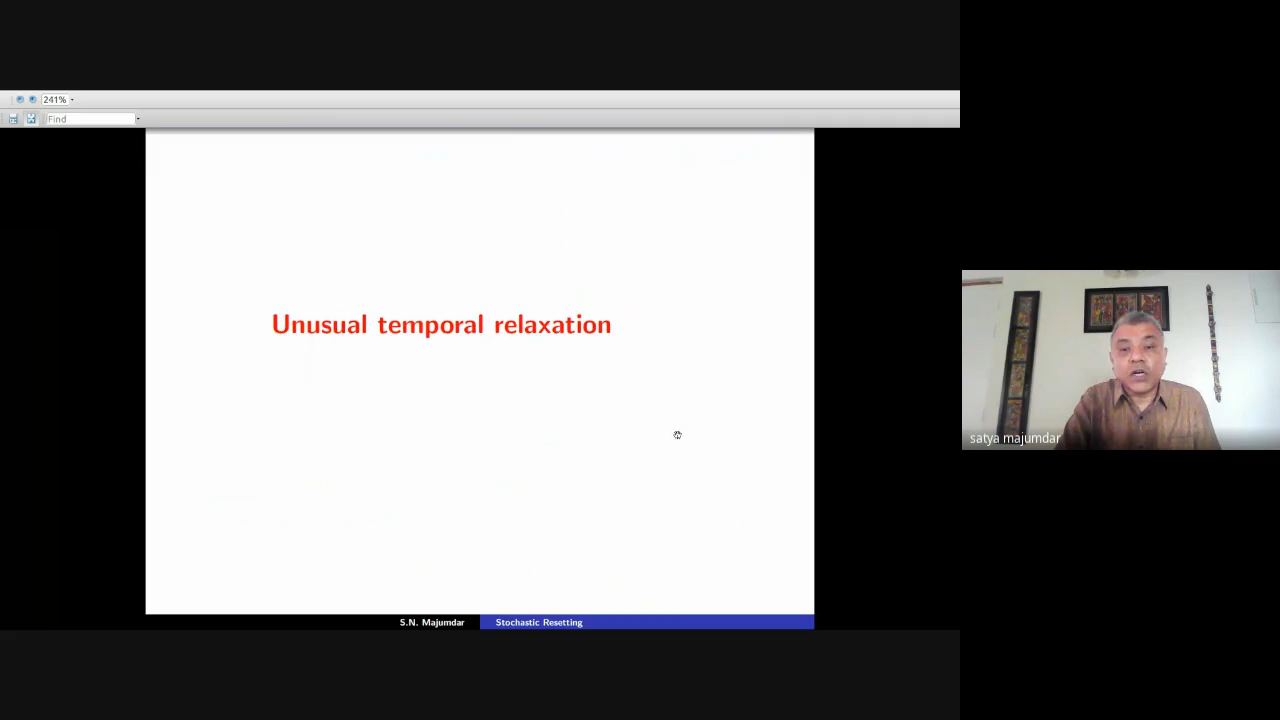 241%
Find
Unusual temporal relaxation
satya majumdar
S.N. Majumdar
Stochastic Resetting